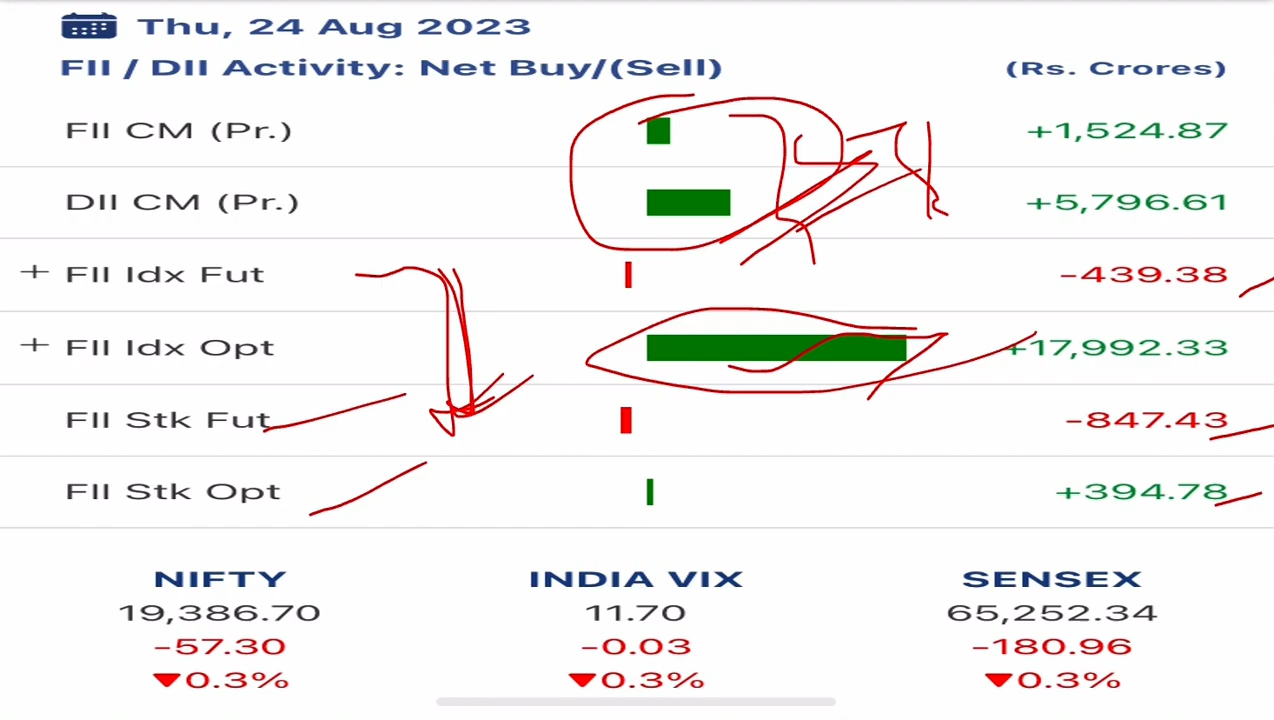 Thu, 24 Aug 2023
FII / DII Activity: Net Buy/(Sell) (Rs. Crores)
FII CM (Pr.) +1,524.87
DII CM (Pr.) +5,796.61
+ FII Idx Fut -439.38
+ FII Idx Opt +17,992.33
FII Stk Fut -847.43
FII Stk Opt +394.78
NIFTY INDIA VIX SENSEX
19,386.70 11.70 65,252.34
-57.30 -0.03 -180.96
▼0.3% ▼0.3% ▼0.3%